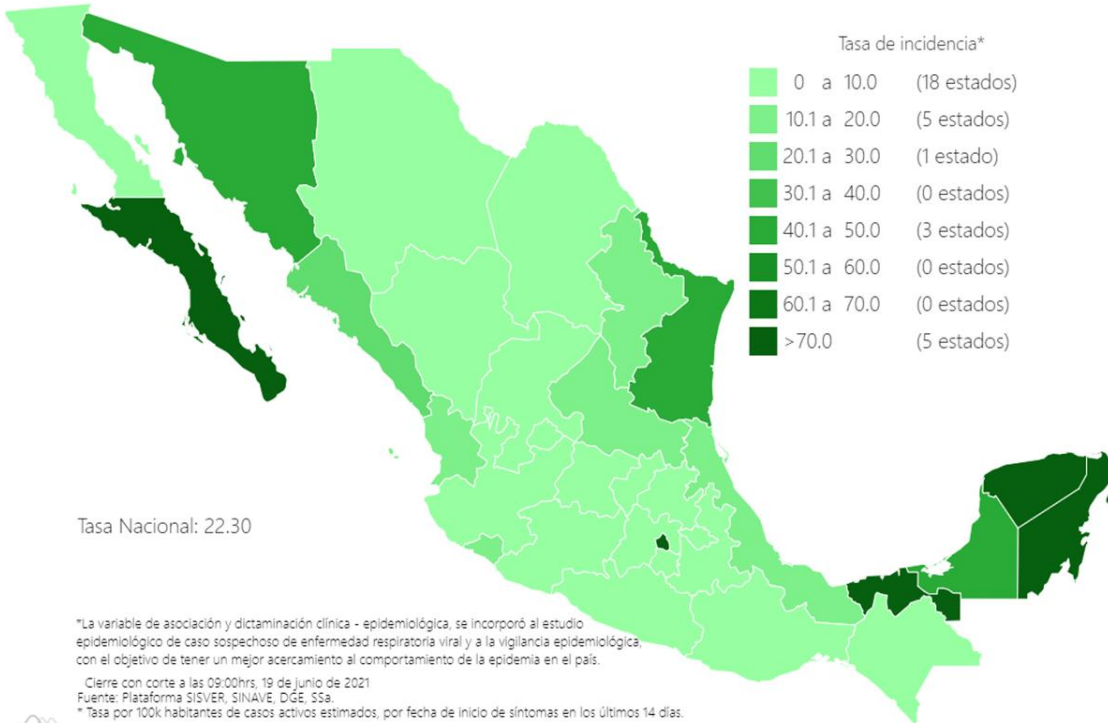 Tasa de incidencia*
0 a 10.0 (18 estados)
10.1 a 20.0 (5 estados)
20.1 a 30.0 (1 estado)
30.1 a 40.0 (0 estados)
40.1 a 50.0 (3 estados)
50.1 a 60.0 (0 estados)
60.1 a 70.0 (0 estados)
>70.0 (5 estados)
Tasa Nacional: 22.30
*La variable de asociación y dictaminación clínica - epidemiológica, se incorporó al estudio
epidemiológico de caso sospechoso de enfermedad respiratoria viral y a la vigilancia epidemiológica,
con el objetivo de tener un mejor acercamiento al comportamiento de la epidemia en el país.
Cierre con corte a las 09:00hrs, 19 de junio de 2021
Fuente: Plataforma SISVER, SINAVE, DGE, SSa.
* Tasa por 100k habitantes de casos activos estimados, por fecha de inicio de síntomas en los últimos 14 días.